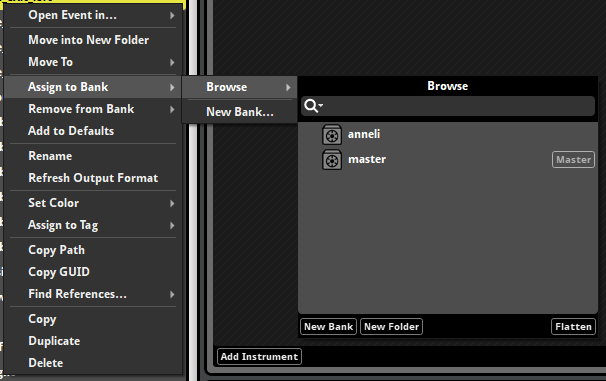 Open Event in...
Move into New Folder
Move To
Assign to Bank
Remove from Bank
Add to Defaults
Rename
Refresh Output Format
Set Color
Assign to Tag
Copy Path
Copy GUID
Find References...
Copy
Duplicate
Delete
Browse
New Bank...
Browse
anneli
master
Master
New Bank
New Folder
Flatten
Add Instrument